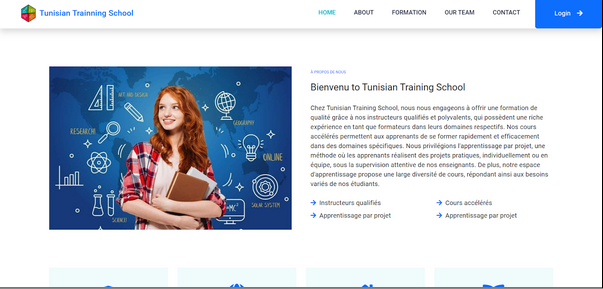 Tunisian Trainning School
HOME
ABOUT
FORMATION
OUR TEAM
CONTACT
Login
À PROPOS DE NOUS
Bienvenu to Tunisian Training School
Chez Tunisian Training School, nous nous engageons à offrir une formation de
qualité grâce à nos instructeurs qualifiés et polyvalents, qui possèdent une riche
expérience en tant que formateurs dans leurs domaines respectifs. Nos cours
accélérés permettent aux apprenants de se former rapidement et efficacement
dans des domaines spécifiques. Nous privilégions l'apprentissage par projet, une
méthode où les apprenants réalisent des projets pratiques, individuellement ou en
équipe, sous la supervision attentive de nos enseignants. De plus, notre espace
d'apprentissage propose une large diversité de cours, répondant ainsi aux besoins
variés de nos étudiants.
Instructeurs qualifiés
Cours accélérés
Apprentissage par projet
Apprentissage par projet
ART AND DESIGN
RESEARCH
GEOGRAPHY
ONLINE
SOLAR SYSTEM
SCIENCE